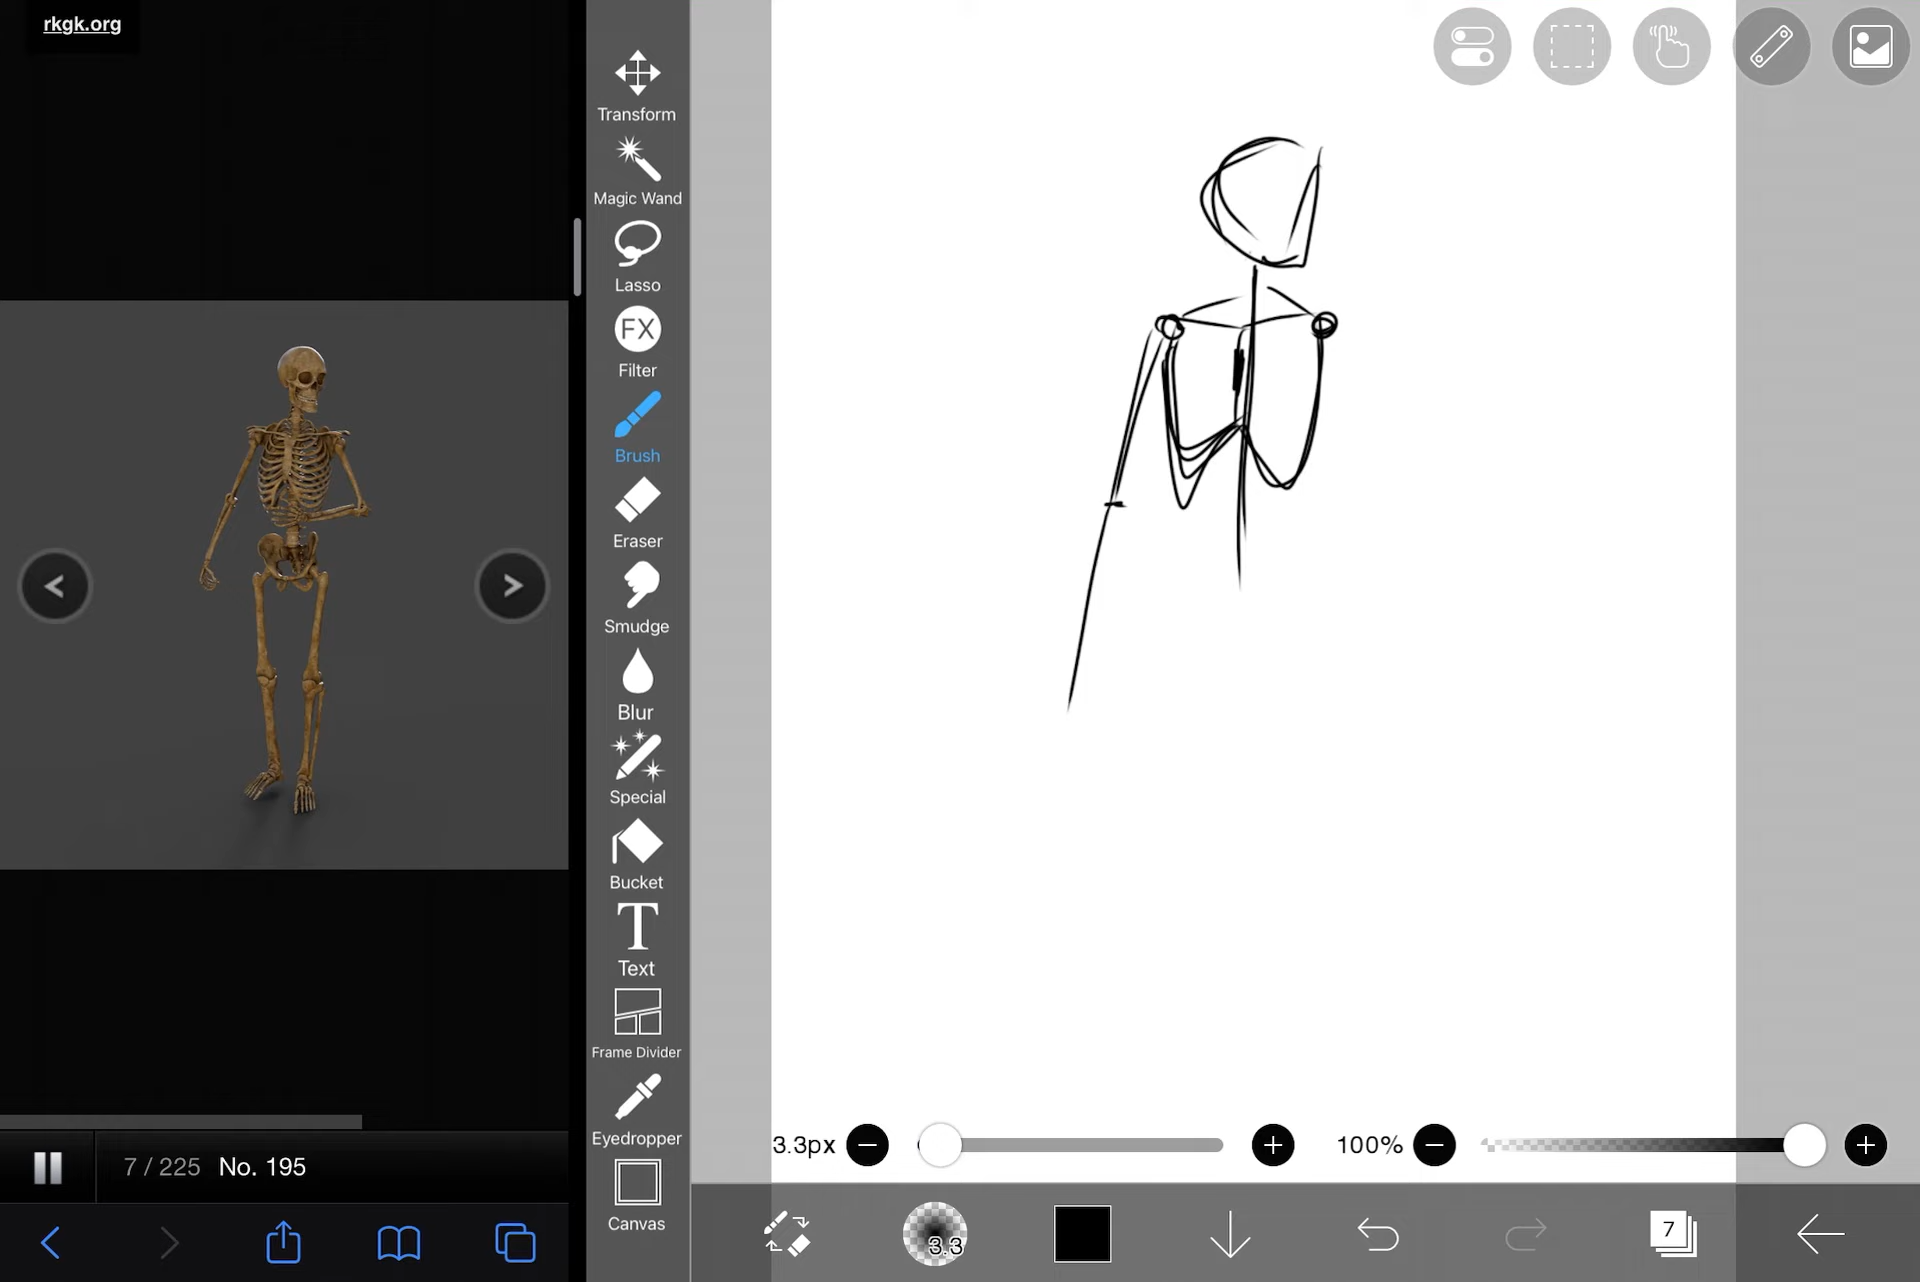 rkgk.org
7 / 225 No. 195
Transform
Magic Wand
Lasso
FX
Filter
Brush
Eraser
Smudge
Blur
Special
Bucket
T
Text
Frame Divider
Eyedropper
Canvas
3.3px
100%
3.3
7